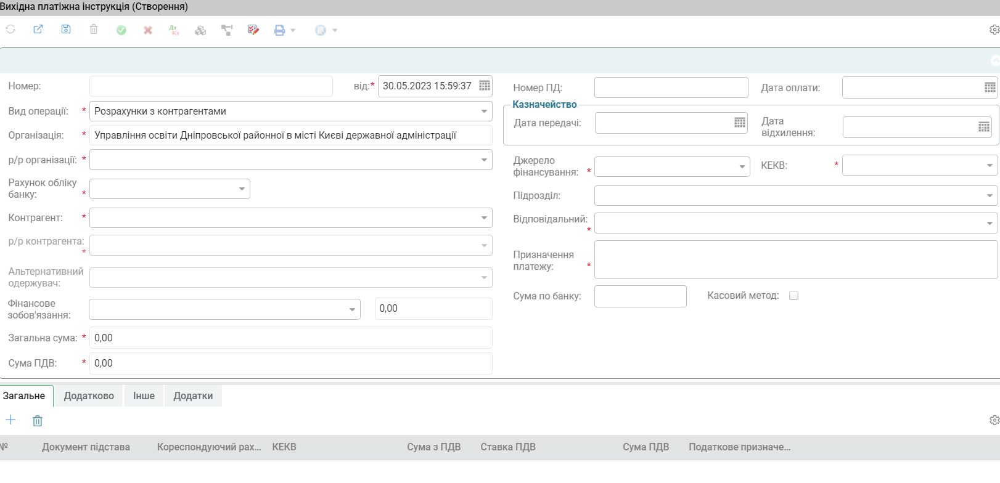 Вихідна платіжна інструкція (Створення)
Дт
Кт
Номер:
від:* 30.05.2023 15:59:37
Вид операції: * Розрахунки з контрагентами
Організація: * Управління освіти Дніпровської районної в місті Києві державної адміністрації
р/р організації: *
Рахунок обліку
банку: *
Контрагент: *
р/р контрагента:
*
Альтернативний
одержувач:
Фінансове
зобов'язання:
0,00
Загальна сума: * 0,00
Сума ПДВ: * 0,00
Номер ПД:
Дата оплати:
Казначейство
Дата передачі:
Дата
відхилення:
Джерело
фінансування: *
КЕКВ: *
Підрозділ:
Відповідальний:
*
Призначення
платежу: *
Сума по банку:
Касовий метод:
Загальне Додатково Інше Додатки
№ Документ підстава Кореспондуючий рах... КЕКВ Сума з ПДВ Ставка ПДВ Сума ПДВ Податкове призначе...